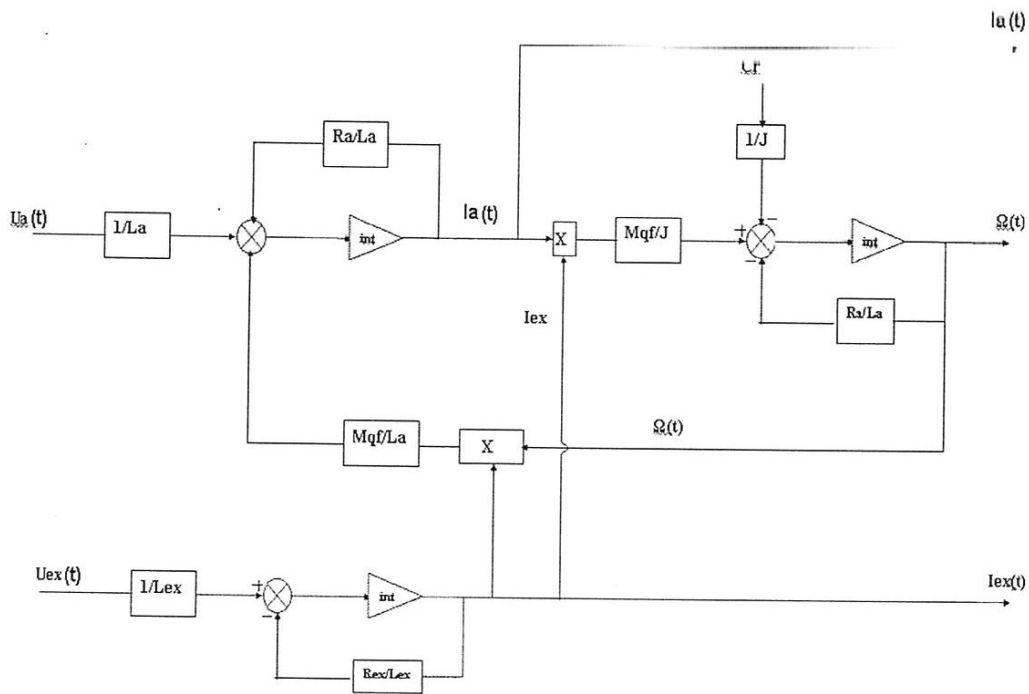 Ia(t)
Cr
Ra/La
1/J
Ua(t)
1/La
int
Ia(t)
X
Mqf/J
+
−
−
int
Ω(t)
Iex
Ra/La
Mqf/La
X
Ω(t)
Uex(t)
1/Lex
+
−
int
Iex(t)
Rex/Lex